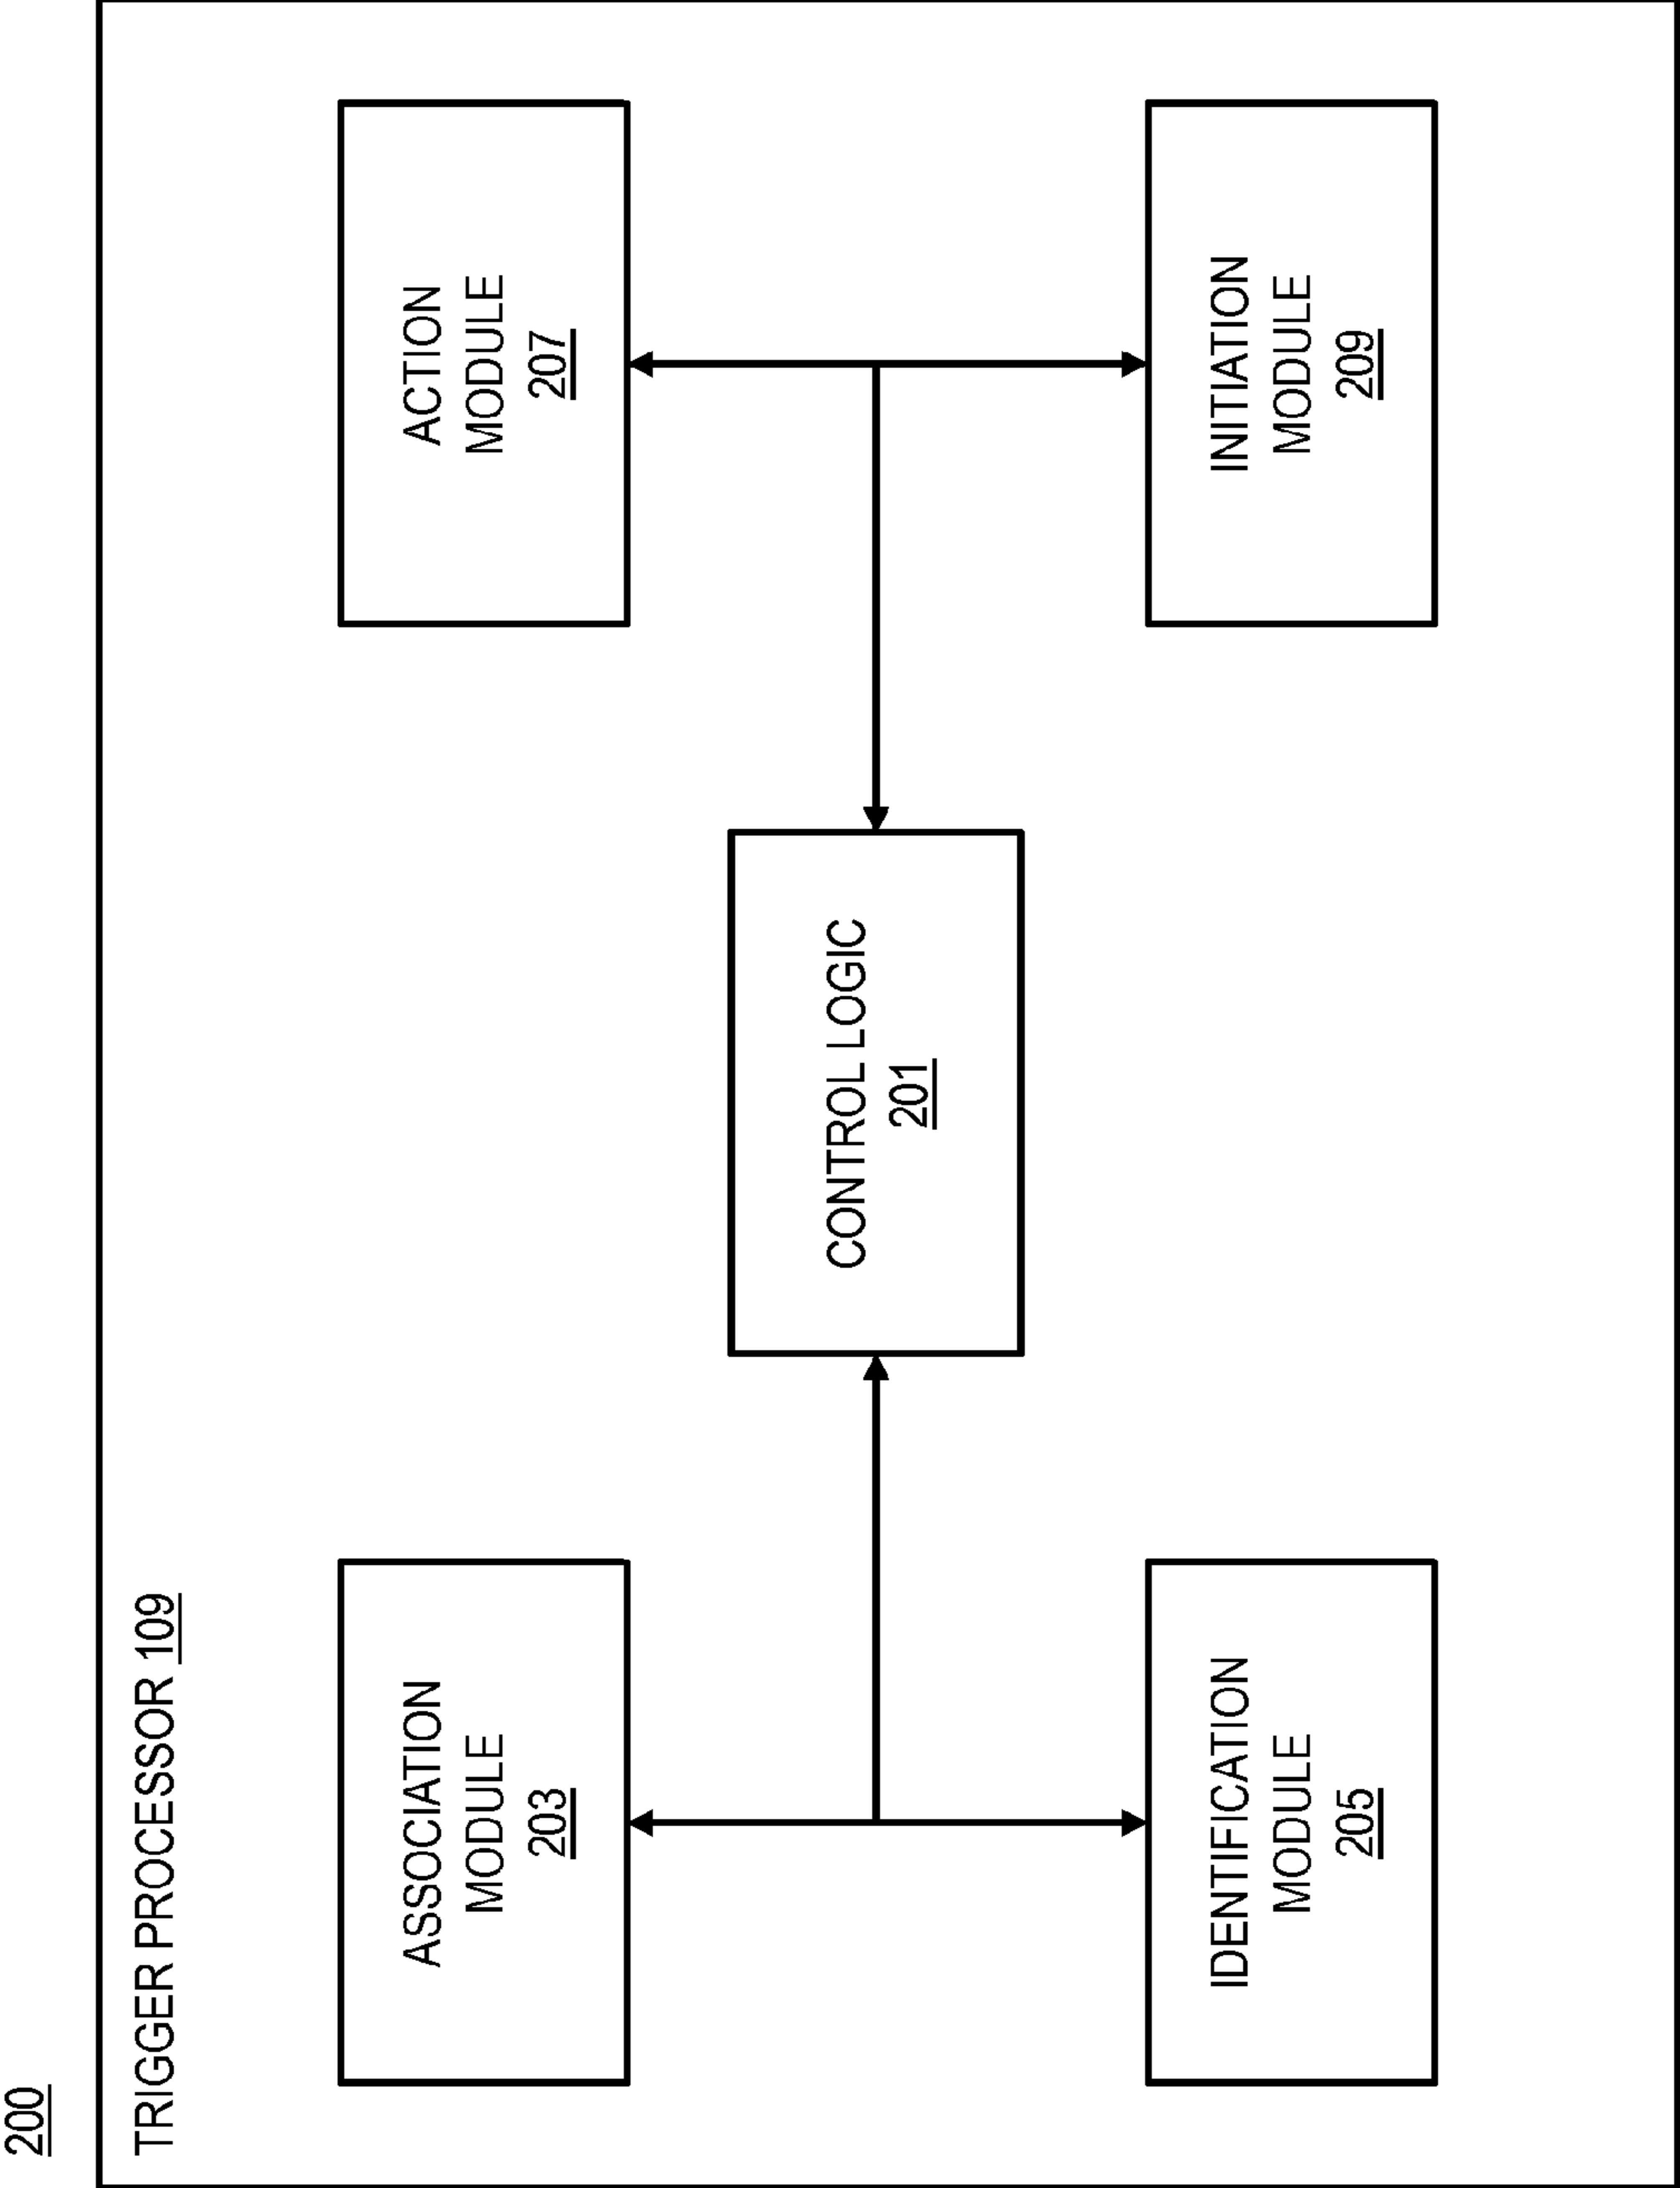 200
TRIGGER PROCESSOR 109
ASSOCIATION
MODULE
203
ACTION
MODULE
207
CONTROL LOGIC
201
IDENTIFICATION
MODULE
205
INITIATION
MODULE
209